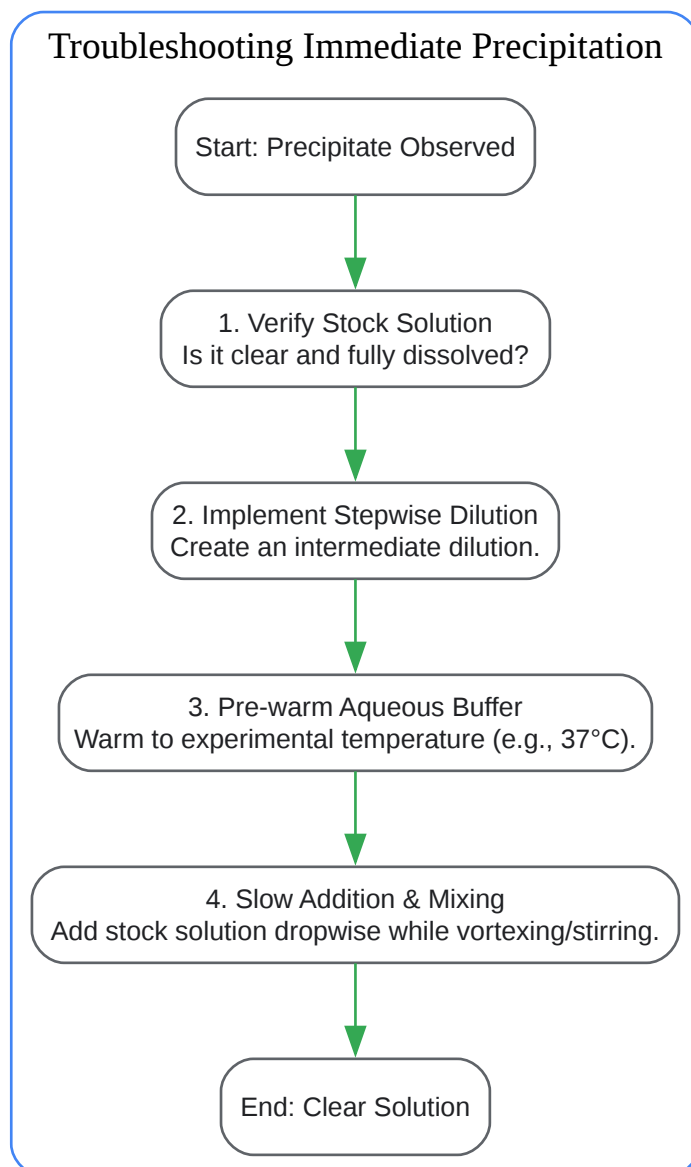 Troubleshooting Immediate Precipitation
Start: Precipitate Observed
1. Verify Stock Solution
Is it clear and fully dissolved?
2. Implement Stepwise Dilution
Create an intermediate dilution.
3. Pre-warm Aqueous Buffer
Warm to experimental temperature (e.g., 37°C).
4. Slow Addition & Mixing
Add stock solution dropwise while vortexing/stirring.
End: Clear Solution